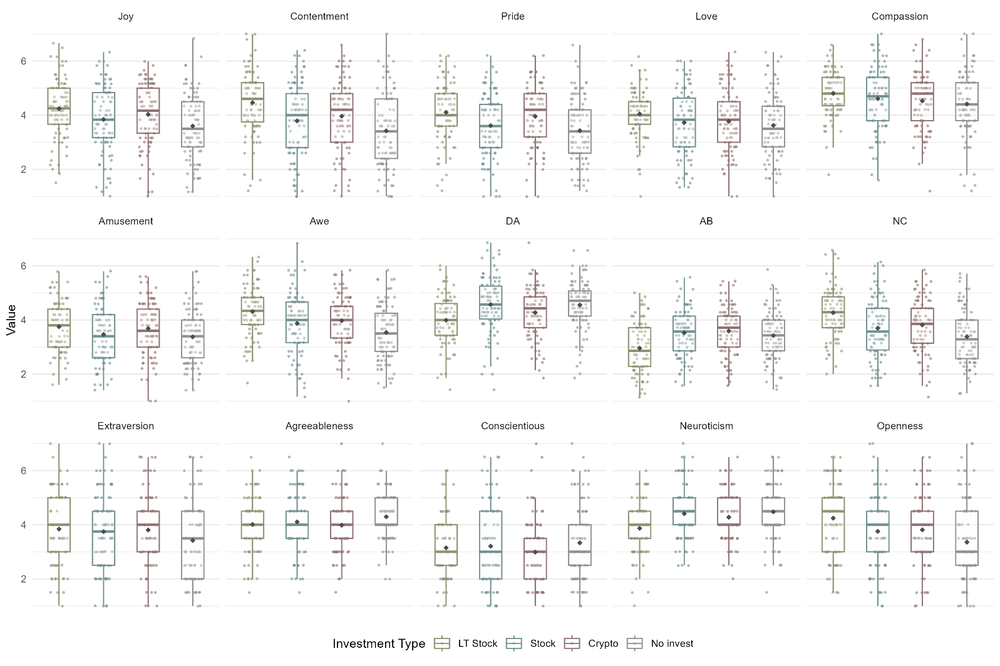 Joy Contentment Pride Love Compassion
6
4
2
Amusement Awe DA AB NC
6
4
2
Value
Extraversion Agreeableness Conscientious Neuroticism Openness
6
4
2
Investment Type LT Stock Stock Crypto No invest